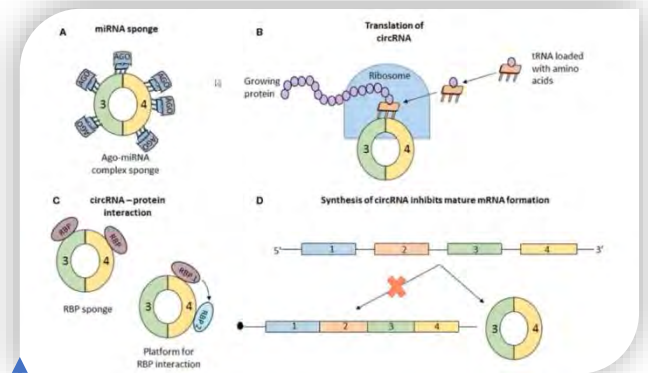 A miRNA sponge
AGO
AGO
AGO
AGO
AGO
AGO
AGO
3 4
Ago-miRNA
complex sponge
B Translation of
circRNA
Growing
protein
Ribosome
tRNA loaded
with amino
acids
3 4
C circRNA – protein
interaction
RBP
RBP
3 4
RBP sponge
RBP 1
RBP2
3 4
Platform for
RBP interaction
D Synthesis of circRNA inhibits mature mRNA formation
5' 1 2 3 4 3'
1 2 3 4
3 4